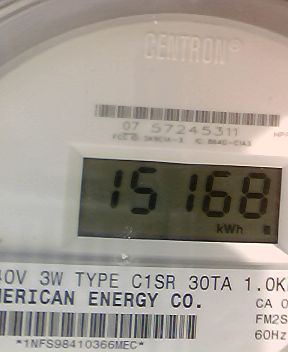 CENTRON®
07 57245311
15168
kWh
40V 3W TYPE C1SR 30TA 1.0K
MERICAN ENERGY CO.
CA 0
FM2S
60Hz
*1NFS98410366MEC*